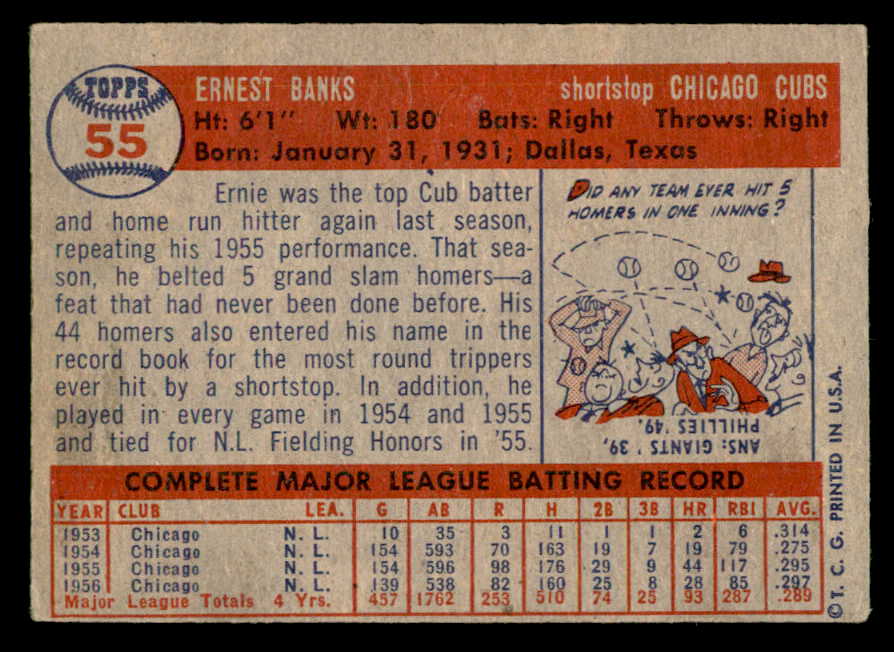 TOPPS
55
ERNEST BANKS shortstop CHICAGO CUBS
Ht: 6'1" Wt: 180 Bats: Right Throws: Right
Born: January 31, 1931; Dallas, Texas
Ernie was the top Cub batter
and home run hitter again last season,
repeating his 1955 performance. That sea-
son, he belted 5 grand slam homers—a
feat that had never been done before. His
44 homers also entered his name in the
record book for the most round trippers
ever hit by a shortstop. In addition, he
played in every game in 1954 and 1955
and tied for N.L. Fielding Honors in '55.
DID ANY TEAM EVER HIT 5
HOMERS IN ONE INNING?
ANS: GIANTS '39,
PHILLIES '49.
COMPLETE MAJOR LEAGUE BATTING RECORD
YEAR CLUB LEA. G AB R H 2B 3B HR RBI AVG.
1953 Chicago N. L. 10 35 3 11 1 1 2 6 .314
1954 Chicago N. L. 154 593 70 163 19 7 19 79 .275
1955 Chicago N. L. 154 596 98 176 29 9 44 117 .295
1956 Chicago N. L. 139 538 82 160 25 8 28 85 .297
Major League Totals 4 Yrs. 457 1762 253 510 74 25 93 287 .289
©T. C. G. PRINTED IN U.S.A.